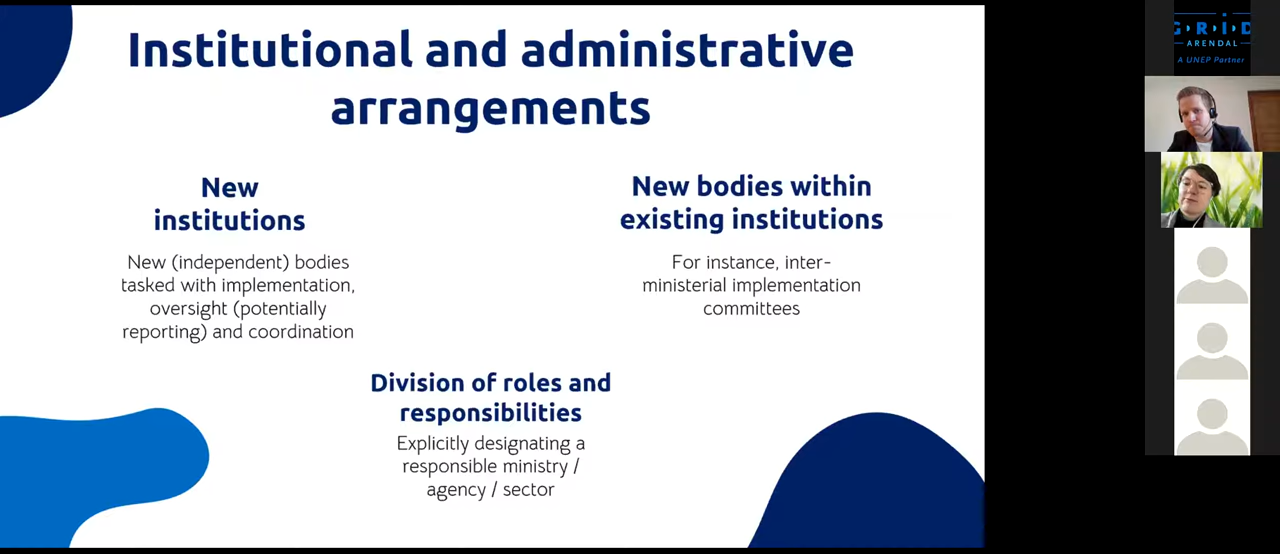 Institutional and administrative
arrangements
New
institutions
New (independent) bodies
tasked with implementation,
oversight (potentially
reporting) and coordination
New bodies within
existing institutions
For instance, inter-
ministerial implementation
committees
Division of roles and
responsibilities
Explicitly designating a
responsible ministry /
agency / sector
GRID
ARENDAL
A UNEP Partner